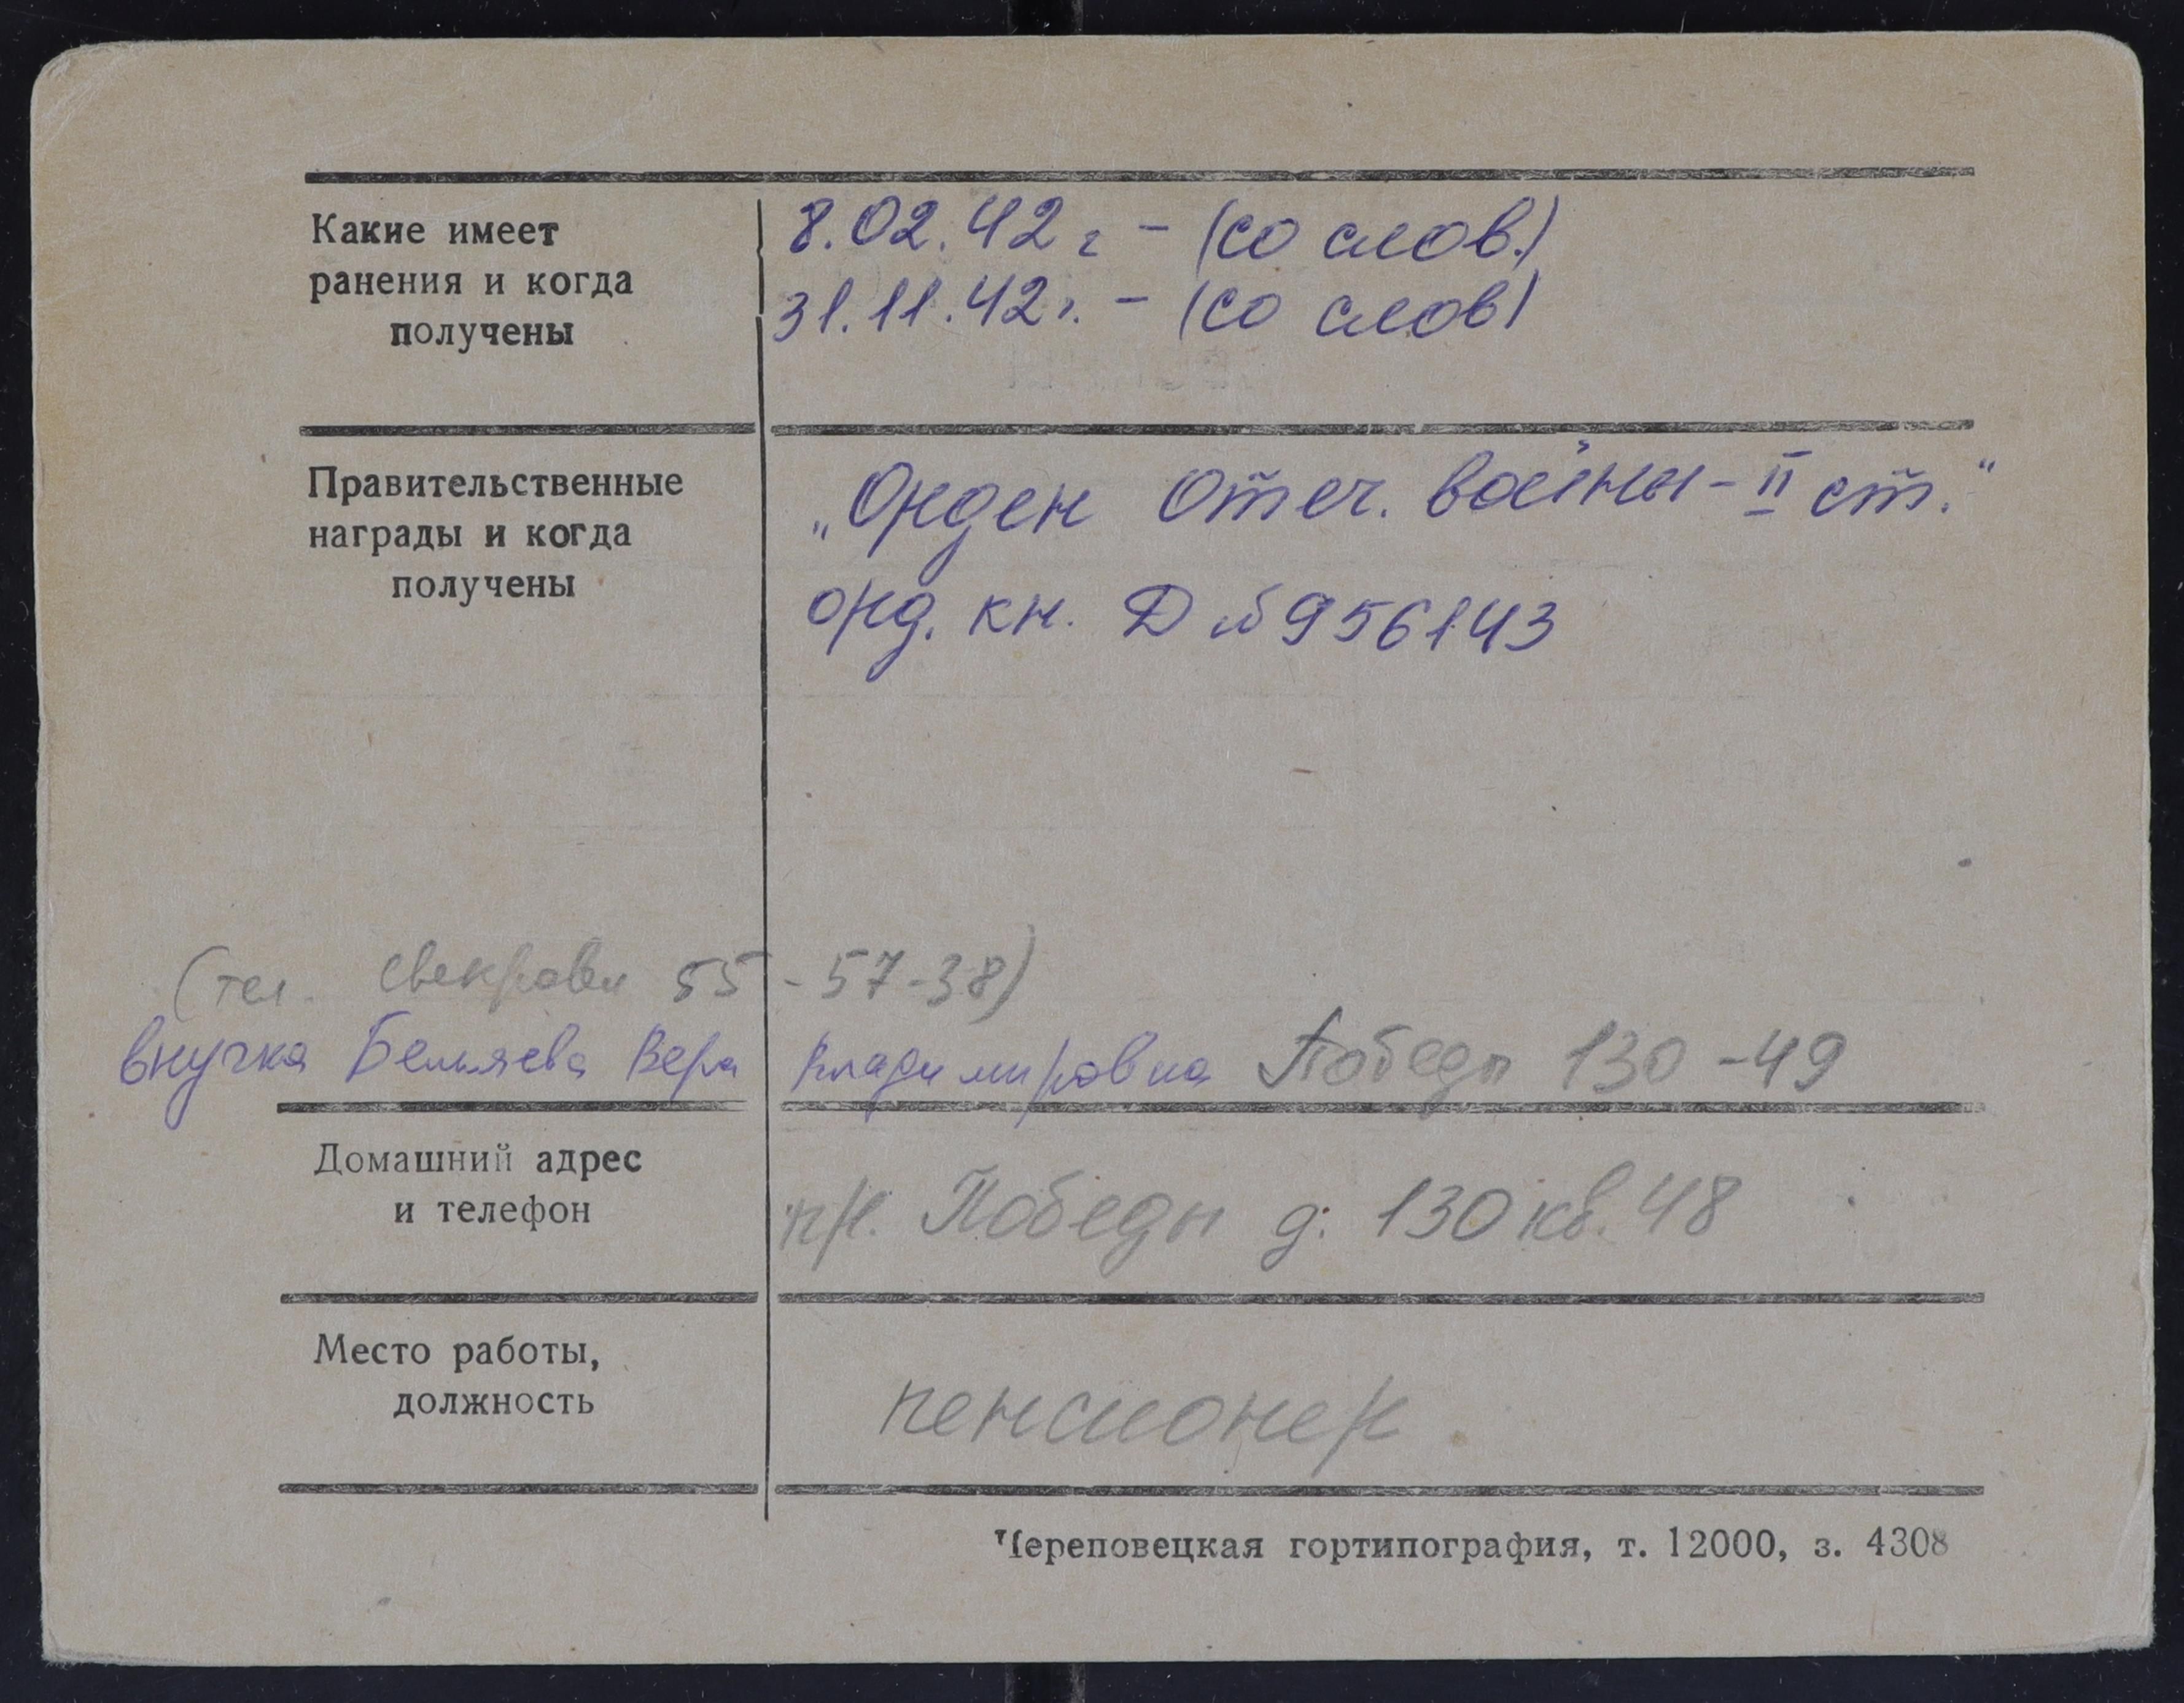 Какие имеет
ранения и когда
получены
8.02.42 г - (со слов.)
31.11.42 г. - (со слов)
Правительственные
награды и когда
получены
„Орден Отеч. войны - II ст."
орд. кн. Д № 956143
(тел. свекрови 55-57-38)
внучка Беляева Вера Владимировна Победы 130-49
Домашний адрес
и телефон
пр. Победы д. 130 кв. 48
Место работы,
должность
пенсионер
Череповецкая гортипография, т. 12000, з. 4308